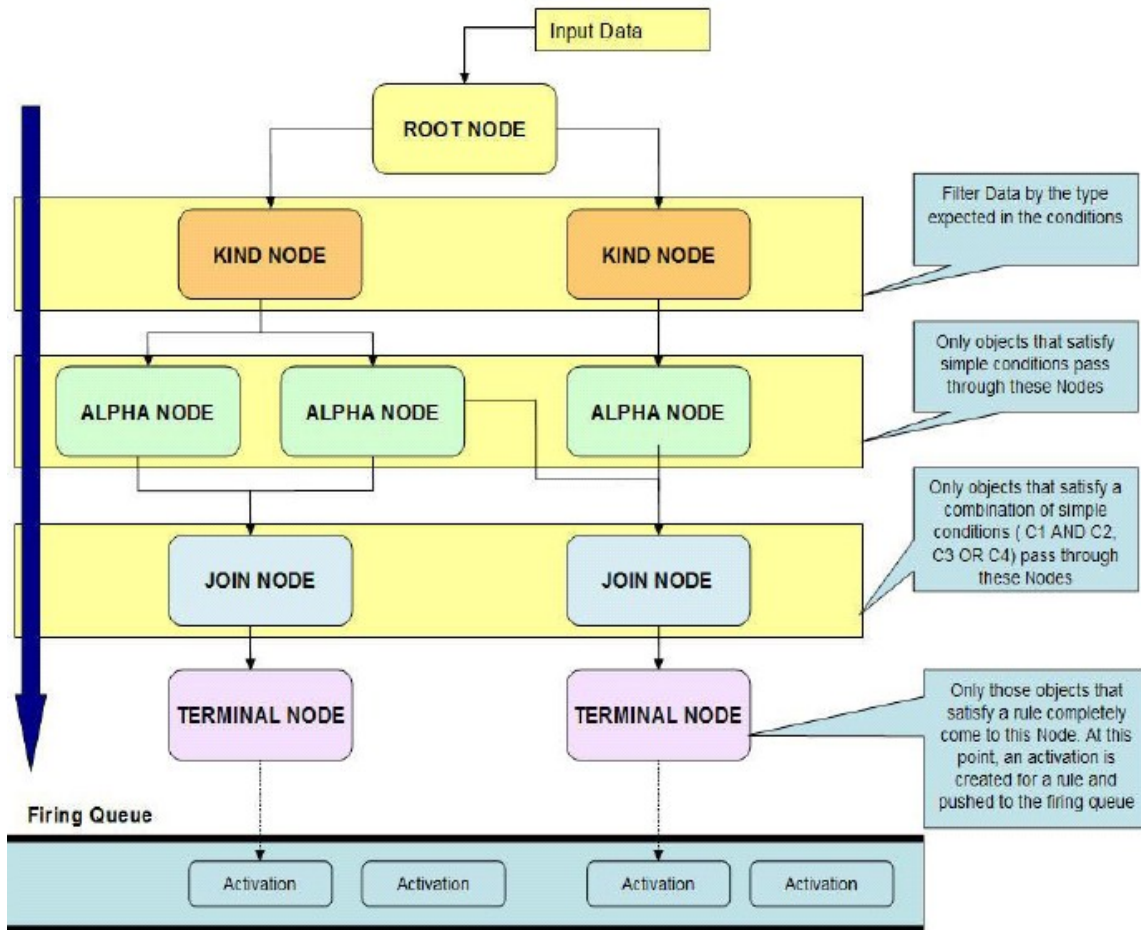 Input Data
ROOT NODE
Filter Data by the type
expected in the conditions
KIND NODE
KIND NODE
Only objects that satisfy
simple conditions pass
through these Nodes
ALPHA NODE
ALPHA NODE
ALPHA NODE
Only objects that satisfy a
combination of simple
conditions ( C1 AND C2,
C3 OR C4) pass through
these Nodes
JOIN NODE
JOIN NODE
TERMINAL NODE
TERMINAL NODE
Only those objects that
satisfy a rule completely
come to this Node. At this
point, an activation is
created for a rule and
pushed to the firing queue
Firing Queue
Activation
Activation
Activation
Activation